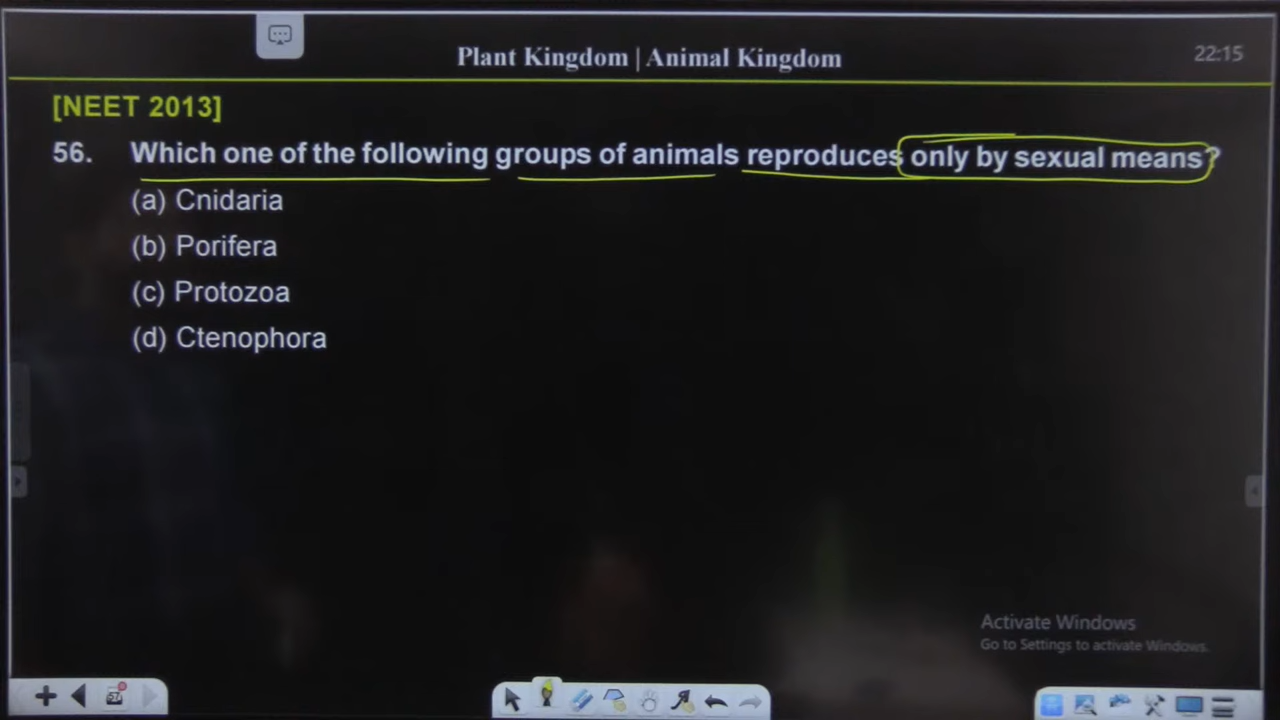 Plant Kingdom | Animal Kingdom
22:15
[NEET 2013]
56. Which one of the following groups of animals reproduces only by sexual means?
(a) Cnidaria
(b) Porifera
(c) Protozoa
(d) Ctenophora
Activate Windows
Go to Settings to activate Windows.
57